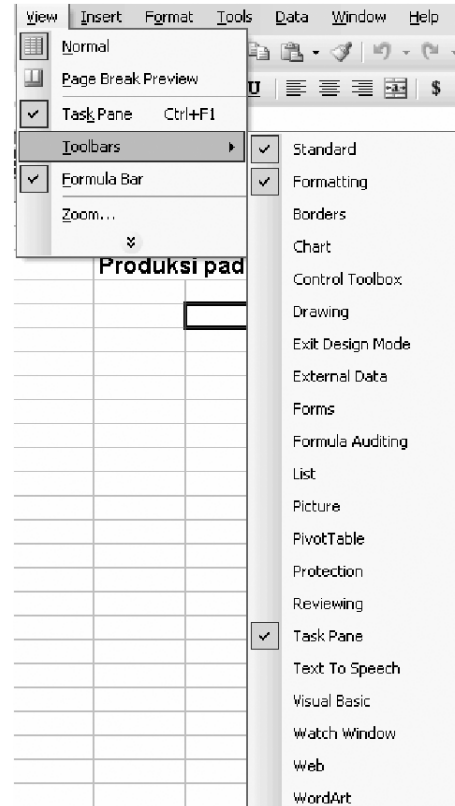 View Insert Format Tools Data Window Help
Normal
Page Break Preview
U $
Task Pane Ctrl+F1
Toolbars
Formula Bar
Zoom...
Produksi pad
Standard
Formatting
Borders
Chart
Control Toolbox
Drawing
Exit Design Mode
External Data
Forms
Formula Auditing
List
Picture
PivotTable
Protection
Reviewing
Task Pane
Text To Speech
Visual Basic
Watch Window
Web
WordArt